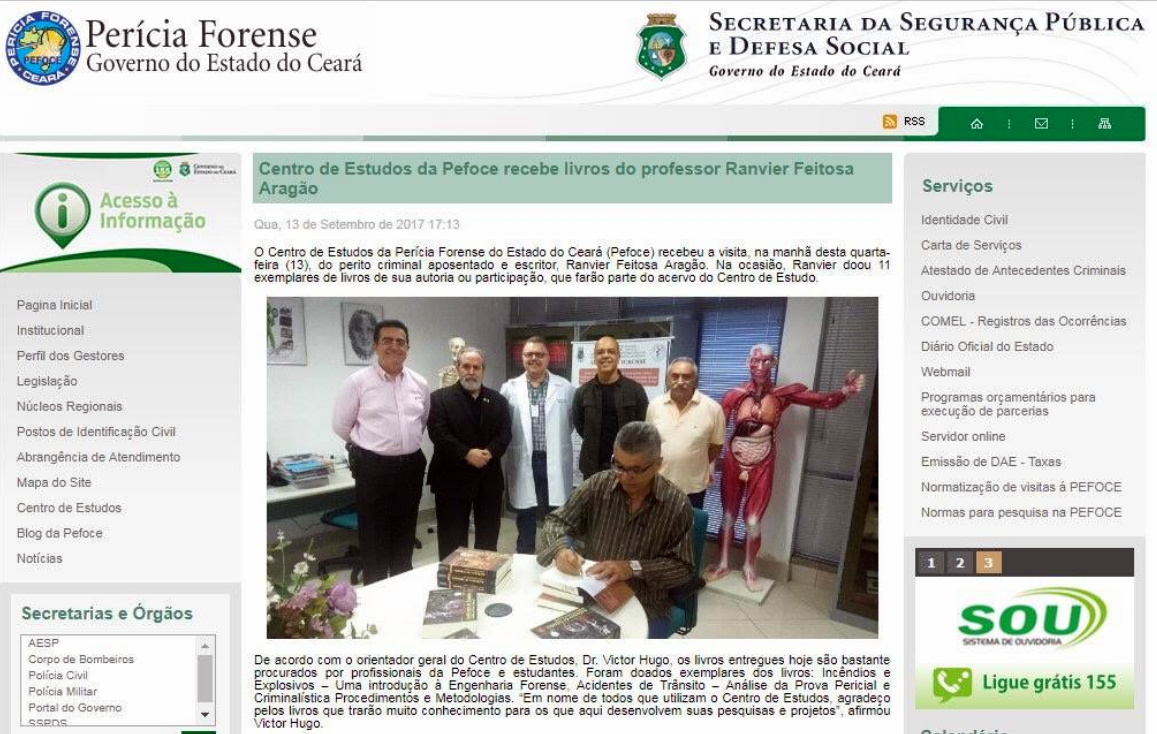 Perícia Forense
Governo do Estado do Ceará
PERÍCIA FORENSE
PEFOCE
CEARÁ
SECRETARIA DA SEGURANÇA PÚBLICA
E DEFESA SOCIAL
Governo do Estado do Ceará
RSS
Acesso à
Informação
Pagina Inicial
Institucional
Perfil dos Gestores
Legislação
Núcleos Regionais
Postos de Identificação Civil
Abrangência de Atendimento
Mapa do Site
Centro de Estudos
Blog da Pefoce
Notícias
Secretarias e Órgãos
AESP
Corpo de Bombeiros
Polícia Civil
Polícia Militar
Portal do Governo
SSPDS
Centro de Estudos da Pefoce recebe livros do professor Ranvier Feitosa
Aragão
Qua, 13 de Setembro de 2017 17:13
O Centro de Estudos da Perícia Forense do Estado do Ceará (Pefoce) recebeu a visita, na manhã desta quarta-
feira (13), do perito criminal aposentado e escritor, Ranvier Feitosa Aragão. Na ocasião, Ranvier doou 11
exemplares de livros de sua autoria ou participação, que farão parte do acervo do Centro de Estudo.
De acordo com o orientador geral do Centro de Estudos, Dr. Victor Hugo, os livros entregues hoje são bastante
procurados por profissionais da Pefoce e estudantes. Foram doados exemplares dos livros: Incêndios e
Explosivos – Uma introdução à Engenharia Forense, Acidentes de Trânsito – Análise da Prova Pericial e
Criminalística Procedimentos e Metodologias. “Em nome de todos que utilizam o Centro de Estudos, agradeço
pelos livros que trarão muito conhecimento para os que aqui desenvolvem suas pesquisas e projetos”, afirmou
Victor Hugo.
Serviços
Identidade Civil
Carta de Serviços
Atestado de Antecedentes Criminais
Ouvidoria
COMEL - Registros das Ocorrências
Diário Oficial do Estado
Webmail
Programas orçamentários para
execução de parcerias
Servidor online
Emissão de DAE - Taxas
Normatização de visitas á PEFOCE
Normas para pesquisa na PEFOCE
1 2 3
SOU
SISTEMA DE OUVIDORIA
Ligue grátis 155
Calendário